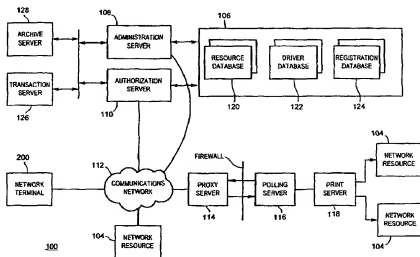 128
ARCHIVE SERVER
108
ADMINISTRATION SERVER
106
RESOURCE DATABASE
DRIVER DATABASE
REGISTRATION DATABASE
120
122
124
TRANSACTION SERVER
126
AUTHORIZATION SERVER
110
200
NETWORK TERMINAL
112
COMMUNICATIONS NETWORK
FIREWALL
PROXY SERVER
114
POLLING SERVER
116
PRINT SERVER
118
104
NETWORK RESOURCE
NETWORK RESOURCE
104
104
NETWORK RESOURCE
100